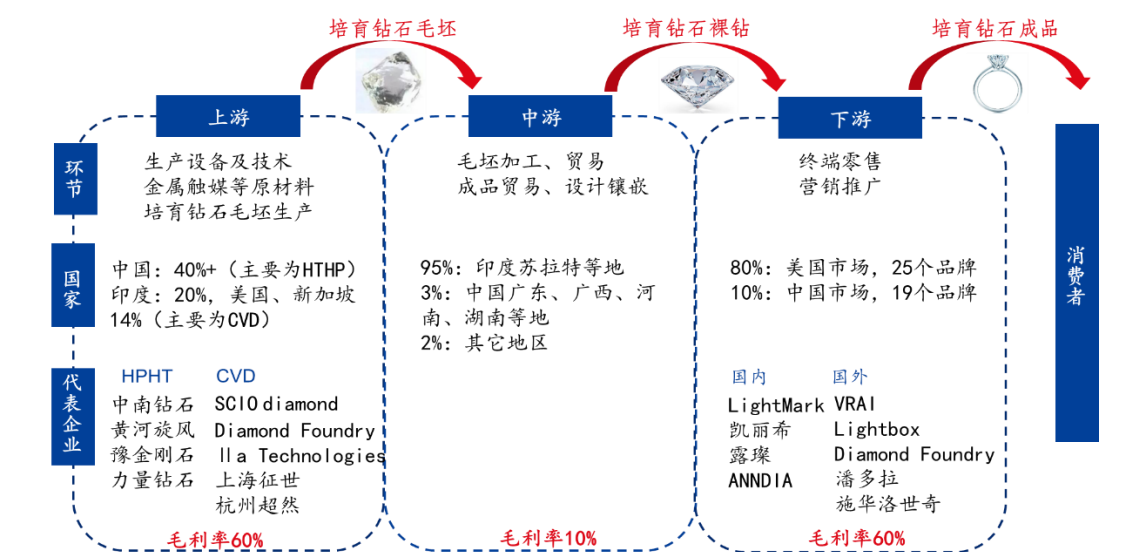 培育钻石毛坯
培育钻石裸钻
培育钻石成品
上游
中游
下游
环节
生产设备及技术
金属触媒等原材料
培育钻石毛坯生产
毛坯加工、贸易
成品贸易、设计镶嵌
终端零售
营销推广
国家
中国：40%+（主要为HTHP）
印度：20%，美国、新加坡
14%（主要为CVD）
95%：印度苏拉特等地
3%：中国广东、广西、河
南、湖南等地
2%：其它地区
80%：美国市场，25个品牌
10%：中国市场，19个品牌
消费者
代表企业
HPHT
中南钻石
黄河旋风
豫金刚石
力量钻石
CVD
SCIO diamond
Diamond Foundry
IIa Technologies
上海征世
杭州超然
国内
LightMark
凯丽希
露璨
ANNDIA
国外
VRAI
Lightbox
Diamond Foundry
潘多拉
施华洛世奇
毛利率60%
毛利率10%
毛利率60%